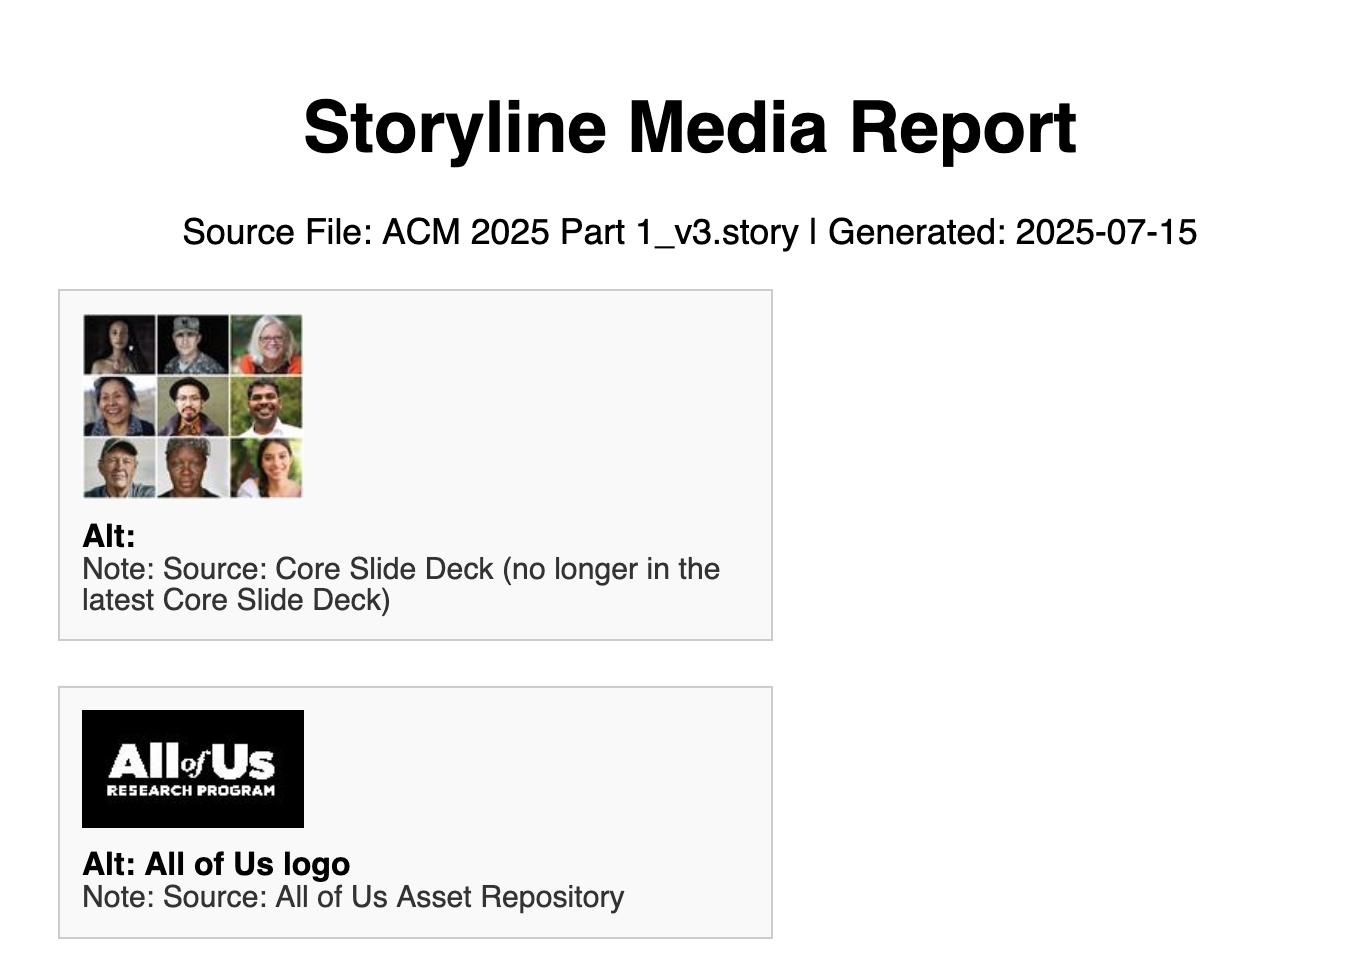 Storyline Media Report
Source File: ACM 2025 Part 1_v3.story | Generated: 2025-07-15
Alt:
Note: Source: Core Slide Deck (no longer in the
latest Core Slide Deck)
All of Us
RESEARCH PROGRAM
Alt: All of Us logo
Note: Source: All of Us Asset Repository